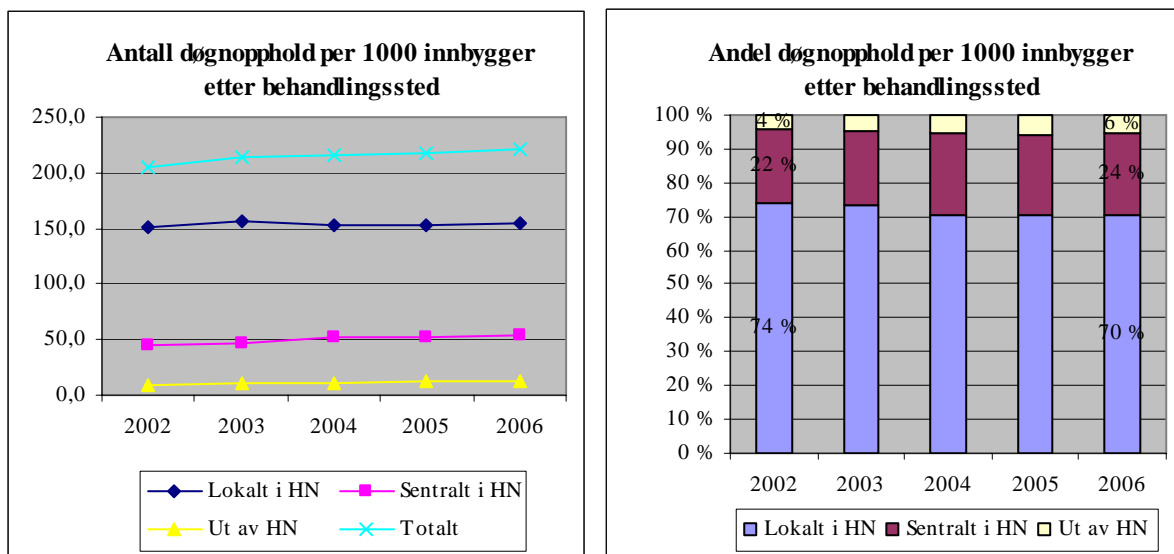 Antall døgnopphold per 1000 innbygger
etter behandlingssted
250,0
200,0
150,0
100,0
50,0
0,0
2002 2003 2004 2005 2006
Lokalt i HN Sentralt i HN
Ut av HN Totalt
Andel døgnopphold per 1000 innbygger
etter behandlingssted
100 %
90 %
80 %
70 %
60 %
50 %
40 %
30 %
20 %
10 %
0 %
4 % 6 %
22 % 24 %
74 % 70 %
2002 2003 2004 2005 2006
Lokalt i HN Sentralt i HN Ut av HN